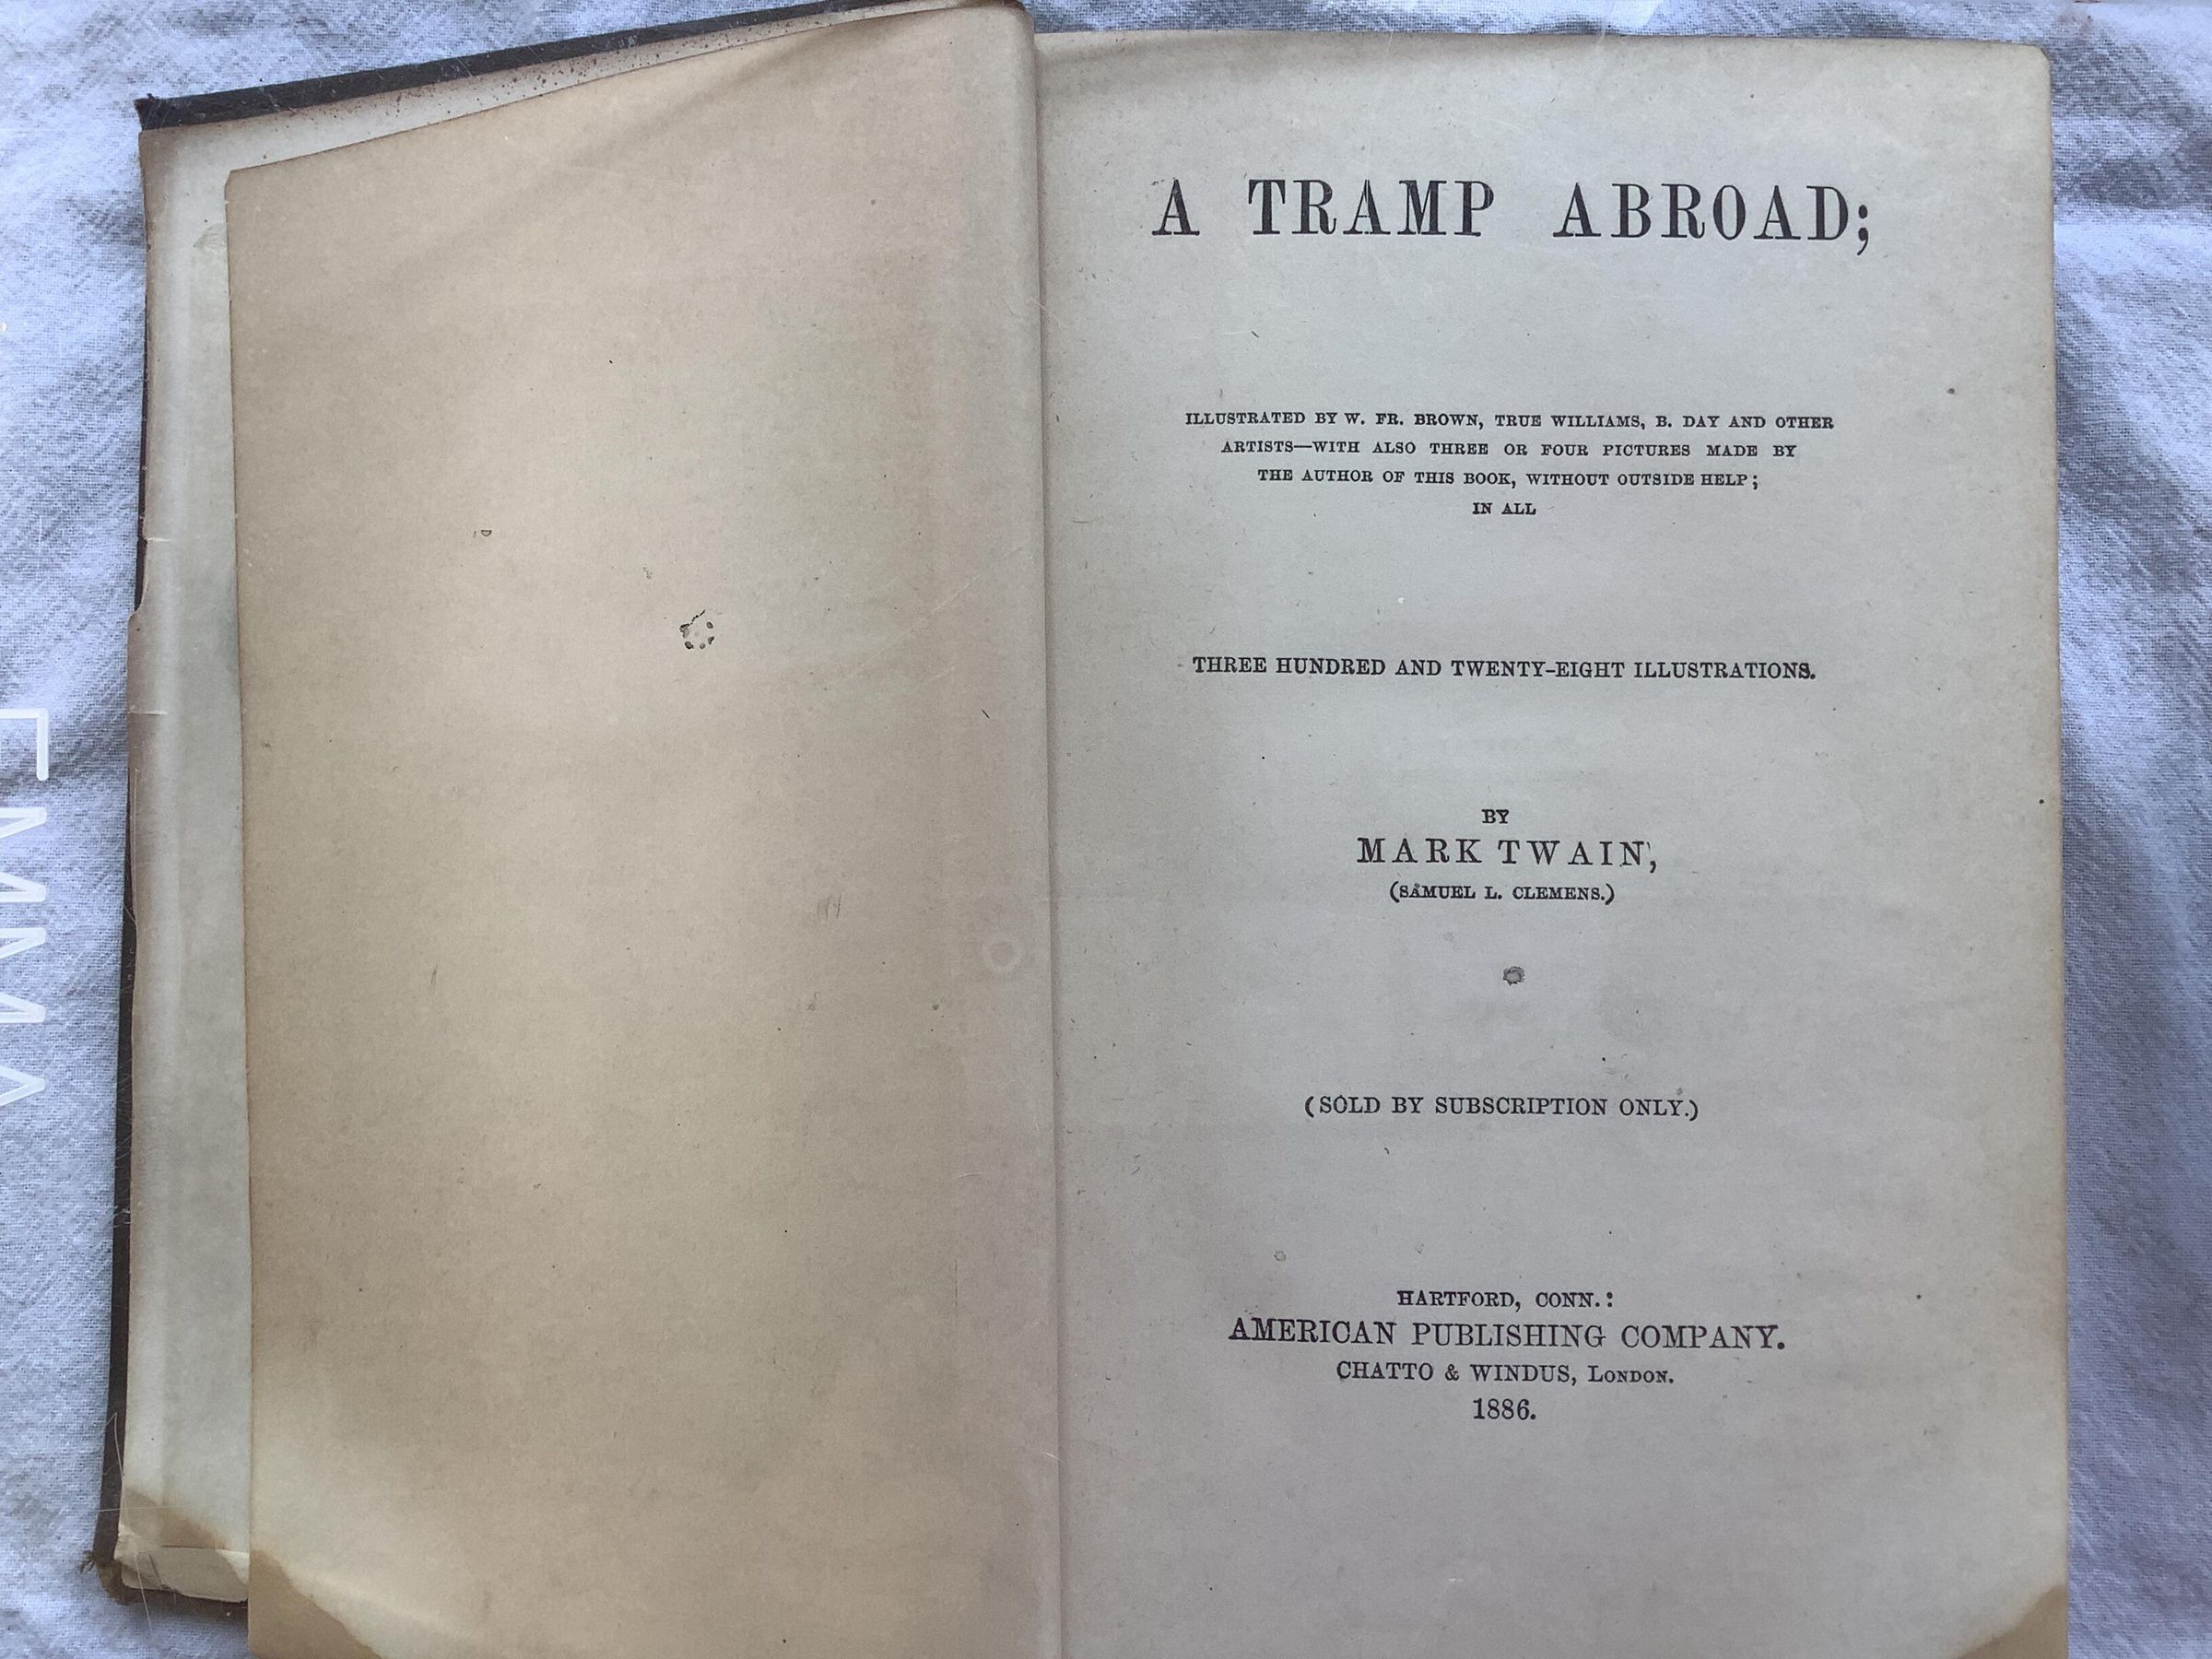 A TRAMP ABROAD;
ILLUSTRATED BY W. FR. BROWN, TRUE WILLIAMS, B. DAY AND OTHER
ARTISTS—WITH ALSO THREE OR FOUR PICTURES MADE BY
THE AUTHOR OF THIS BOOK, WITHOUT OUTSIDE HELP;
IN ALL
THREE HUNDRED AND TWENTY-EIGHT ILLUSTRATIONS.
BY
MARK TWAIN,
(SAMUEL L. CLEMENS.)
(SOLD BY SUBSCRIPTION ONLY.)
HARTFORD, CONN.:
AMERICAN PUBLISHING COMPANY.
CHATTO & WINDUS, LONDON.
1886.